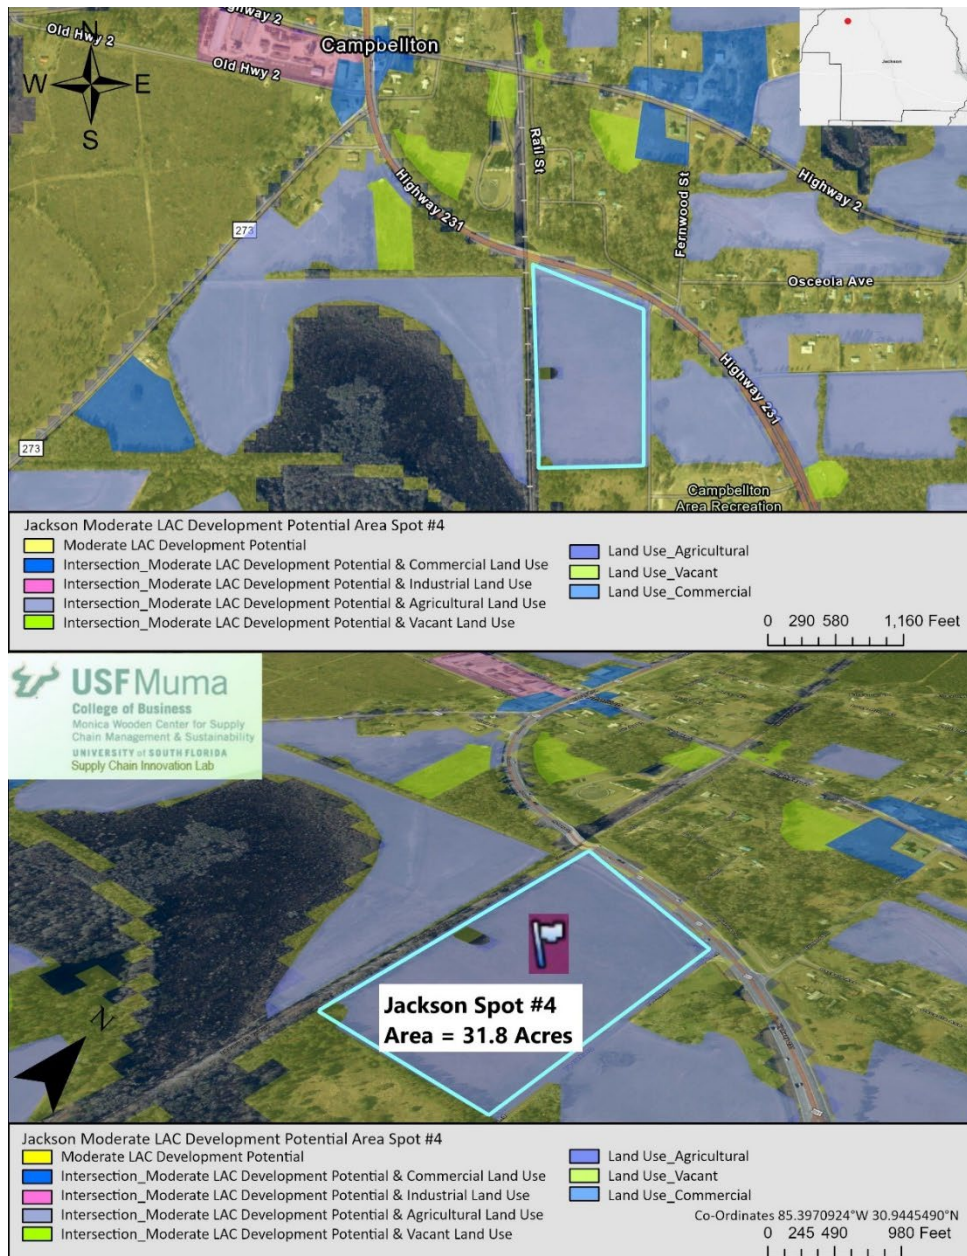 Highway 2
Old Hwy 2
Old Hwy 2
Campbellton
N
W E
S
Jackson
Rail St
Highway 231
Fernwood St
Highway 2
273
Osceola Ave
Highway 231
273
Campbellton
Area Recreation
Jackson Moderate LAC Development Potential Area Spot #4
Moderate LAC Development Potential
Intersection_Moderate LAC Development Potential & Commercial Land Use
Intersection_Moderate LAC Development Potential & Industrial Land Use
Intersection_Moderate LAC Development Potential & Agricultural Land Use
Intersection_Moderate LAC Development Potential & Vacant Land Use
Land Use_Agricultural
Land Use_Vacant
Land Use_Commercial
0 290 580 1,160 Feet
USF Muma
College of Business
Monica Wooden Center for Supply
Chain Management & Sustainability
UNIVERSITY of SOUTH FLORIDA
Supply Chain Innovation Lab
Jackson Spot #4
Area = 31.8 Acres
N
Jackson Moderate LAC Development Potential Area Spot #4
Moderate LAC Development Potential
Intersection_Moderate LAC Development Potential & Commercial Land Use
Intersection_Moderate LAC Development Potential & Industrial Land Use
Intersection_Moderate LAC Development Potential & Agricultural Land Use
Intersection_Moderate LAC Development Potential & Vacant Land Use
Land Use_Agricultural
Land Use_Vacant
Land Use_Commercial
Co-Ordinates 85.3970924°W 30.9445490°N
0 245 490 980 Feet